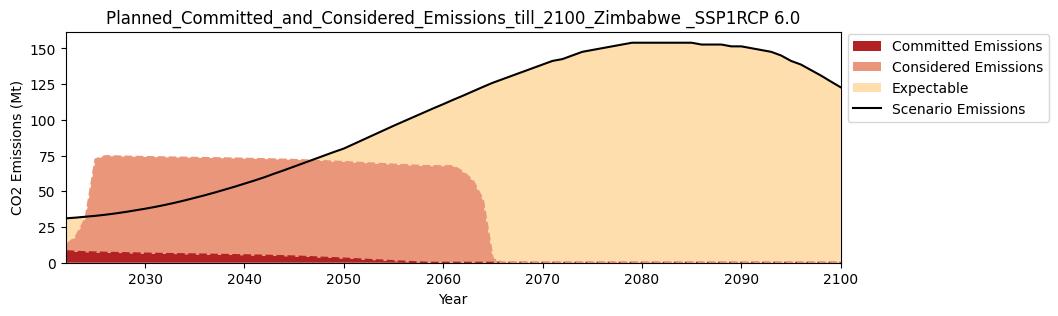 Planned_Committed_and_Considered_Emissions_till_2100_Zimbabwe _SSP1RCP 6.0
CO2 Emissions (Mt)
150
125
100
75
50
25
0
2030 2040 2050 2060 2070 2080 2090 2100
Year
Committed Emissions
Considered Emissions
Expectable
Scenario Emissions